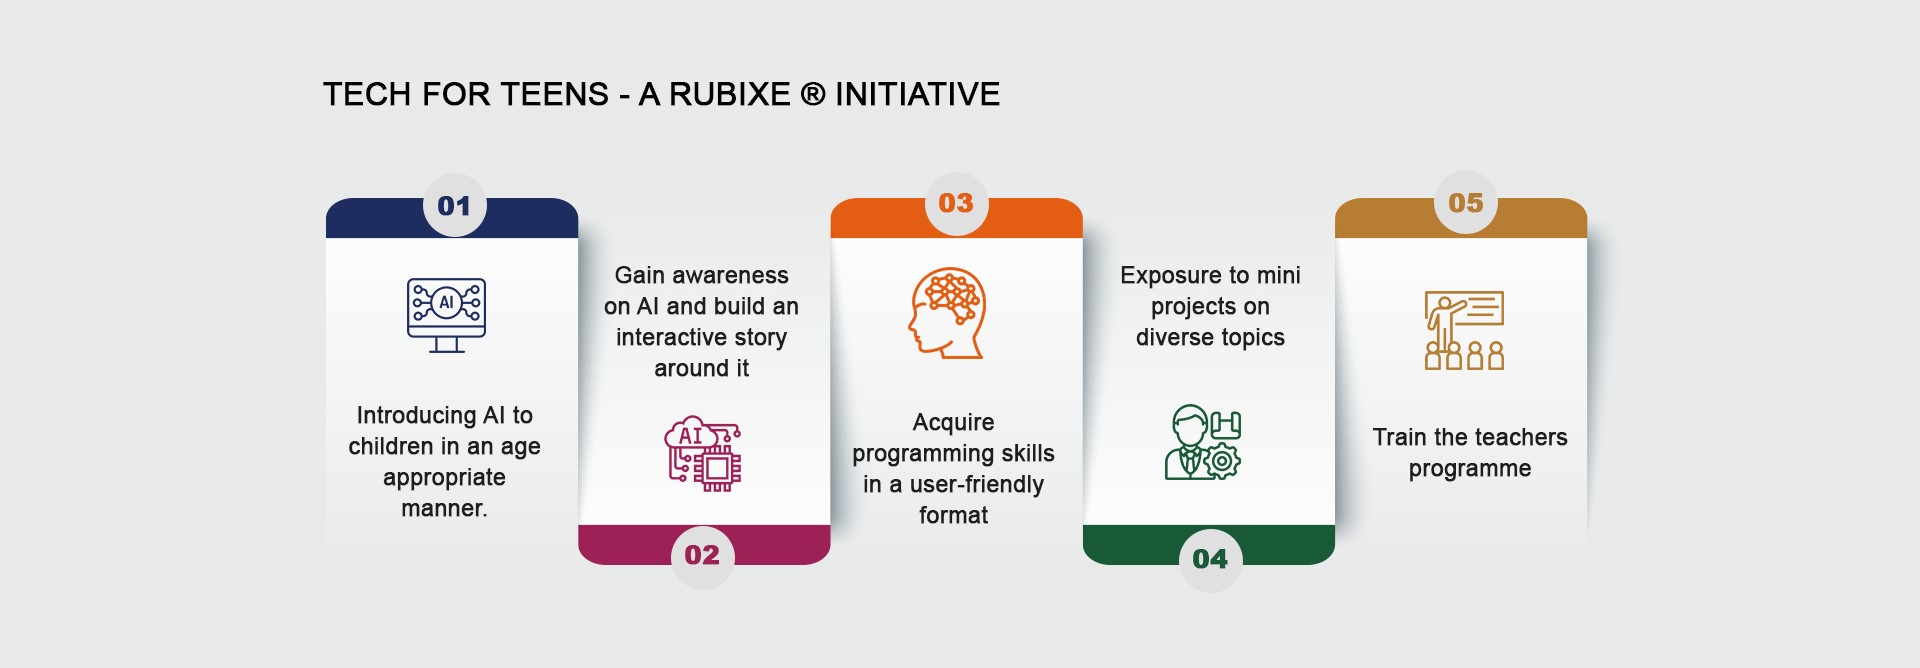 TECH FOR TEENS - A RUBIXE ® INITIATIVE
01
AI
Introducing AI to
children in an age
appropriate
manner.
Gain awareness
on AI and build an
interactive story
around it
AI
02
03
Acquire
programming skills
in a user-friendly
format
Exposure to mini
projects on
diverse topics
04
05
Train the teachers
programme